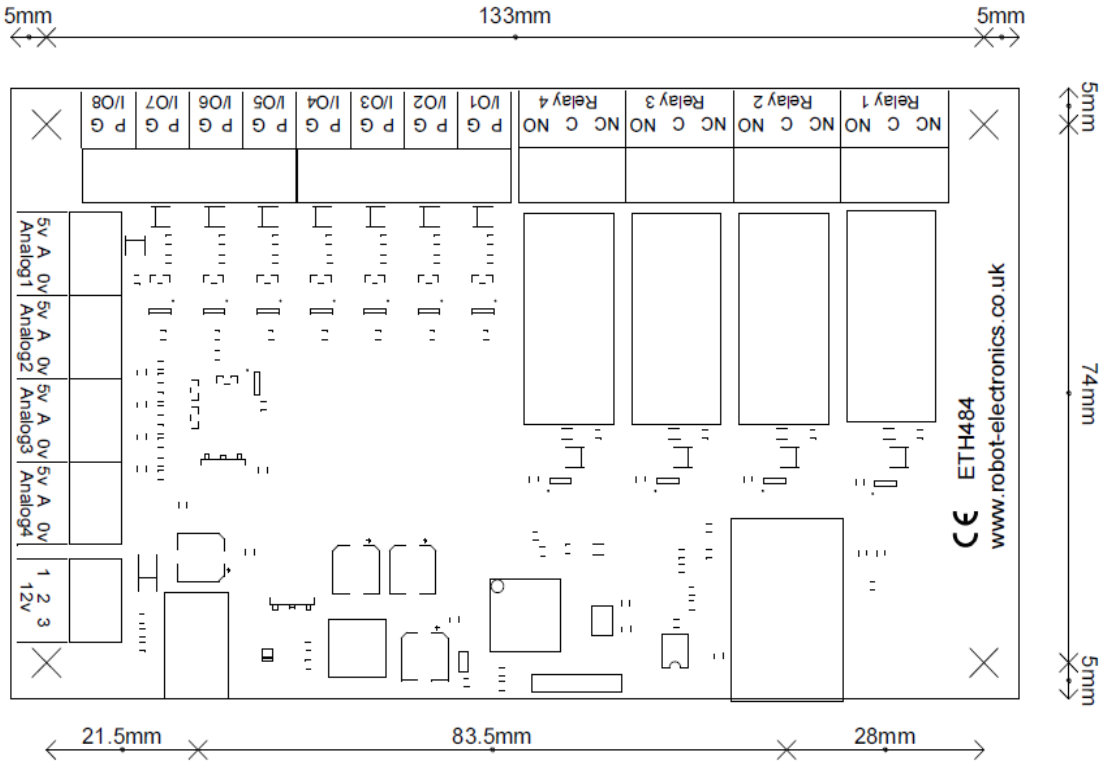 5mm 133mm 5mm
I/O8 I/O7 I/O6 I/O5 I/O4 I/O3 I/O2 I/O1 Relay 4 Relay 3 Relay 2 Relay 1
P G P G P G P G P G P G P G P G NO C NC NO C NC NO C NC NO C NC
5mm
74mm
5mm
5v A 0v
Analog1
5v A 0v
Analog2
5v A 0v
Analog3
5v A 0v
Analog4
1 2 3
12v
CE ETH484
www.robot-electronics.co.uk
21.5mm 83.5mm 28mm